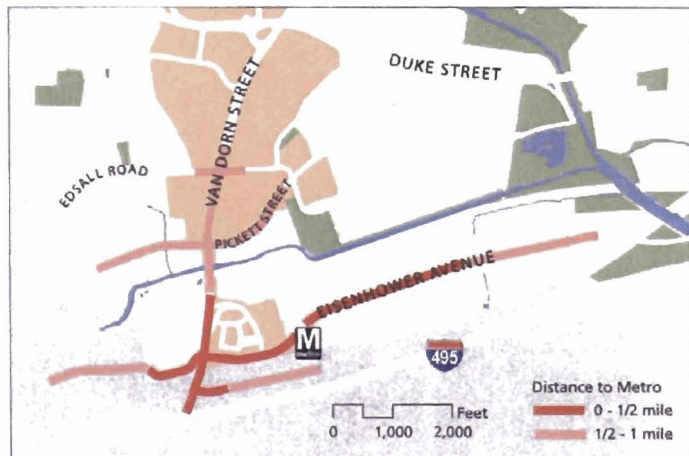 DUKE STREET
VAN DORN STREET
EDSALL ROAD
PICKETT STREET
EISENHOWER AVENUE
M
495
Distance to Metro
0 - 1/2 mile
1/2 - 1 mile
Feet
0 1,000 2,000